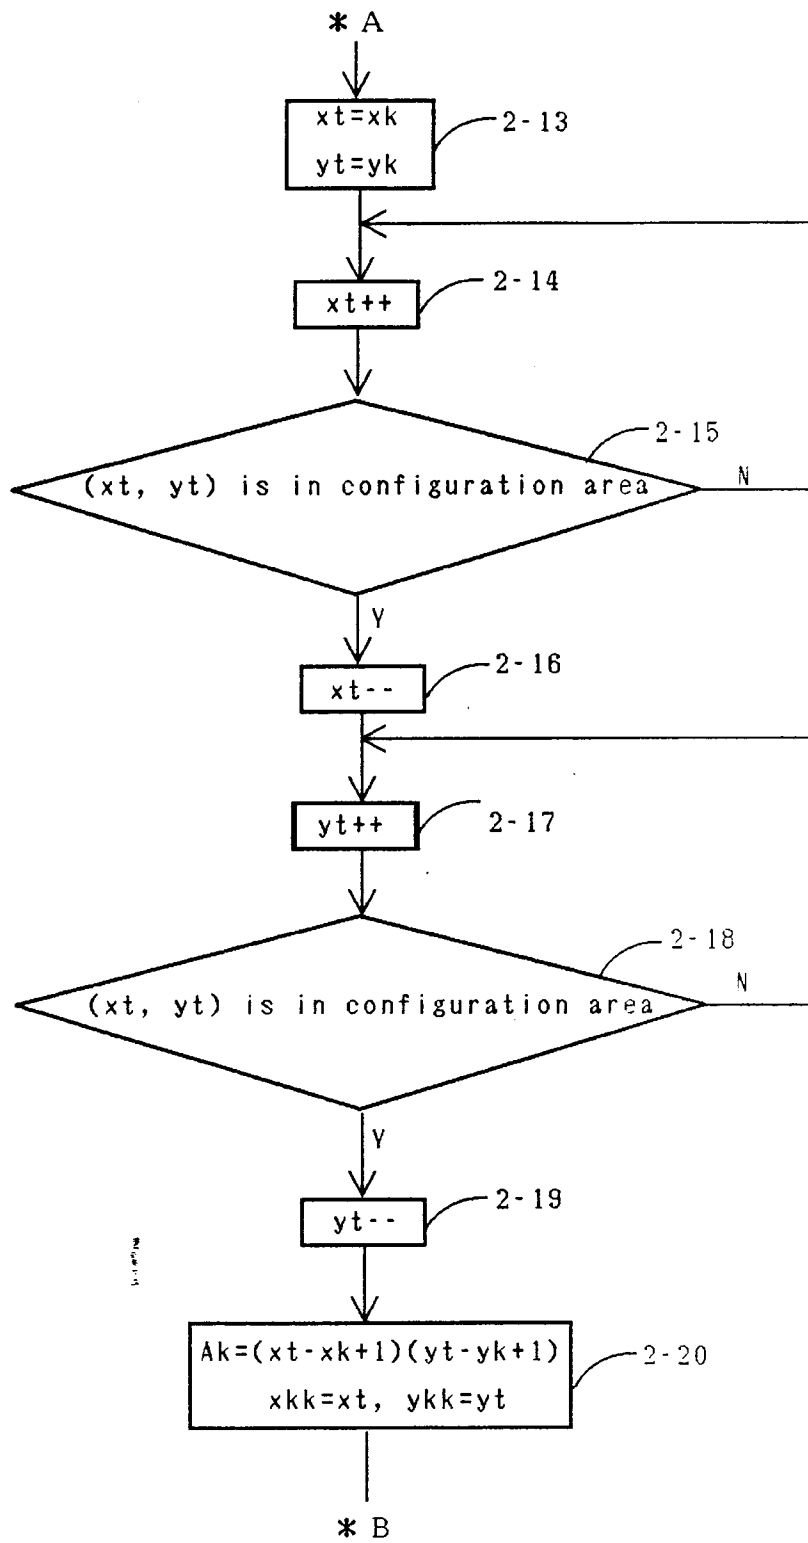 * A
xt=xk
yt=yk
2-13
xt++
2-14
(xt, yt) is in configuration area
2-15
N
Y
xt--
2-16
yt++
2-17
(xt, yt) is in configuration area
2-18
N
Y
yt--
2-19
Ak=(xt-xk+1)(yt-yk+1)
xkk=xt, ykk=yt
2-20
* B